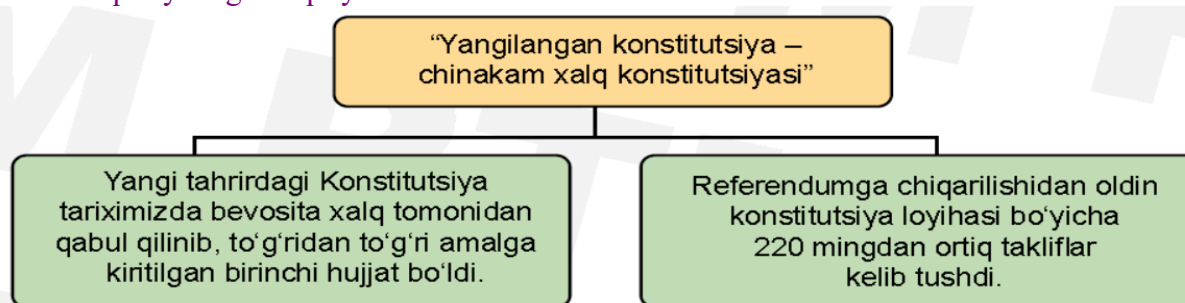 “Yangilangan konstitutsiya –
chinakam xalq konstitutsiyasi”
Yangi tahrirdagi Konstitutsiya
tariximizda bevosita xalq tomonidan
qabul qilinib, to‘g‘ridan to‘g‘ri amalga
kiritilgan birinchi hujjat bo‘ldi.
Referendumga chiqarilishidan oldin
konstitutsiya loyihasi bo‘yicha
220 mingdan ortiq takliflar
kelib tushdi.